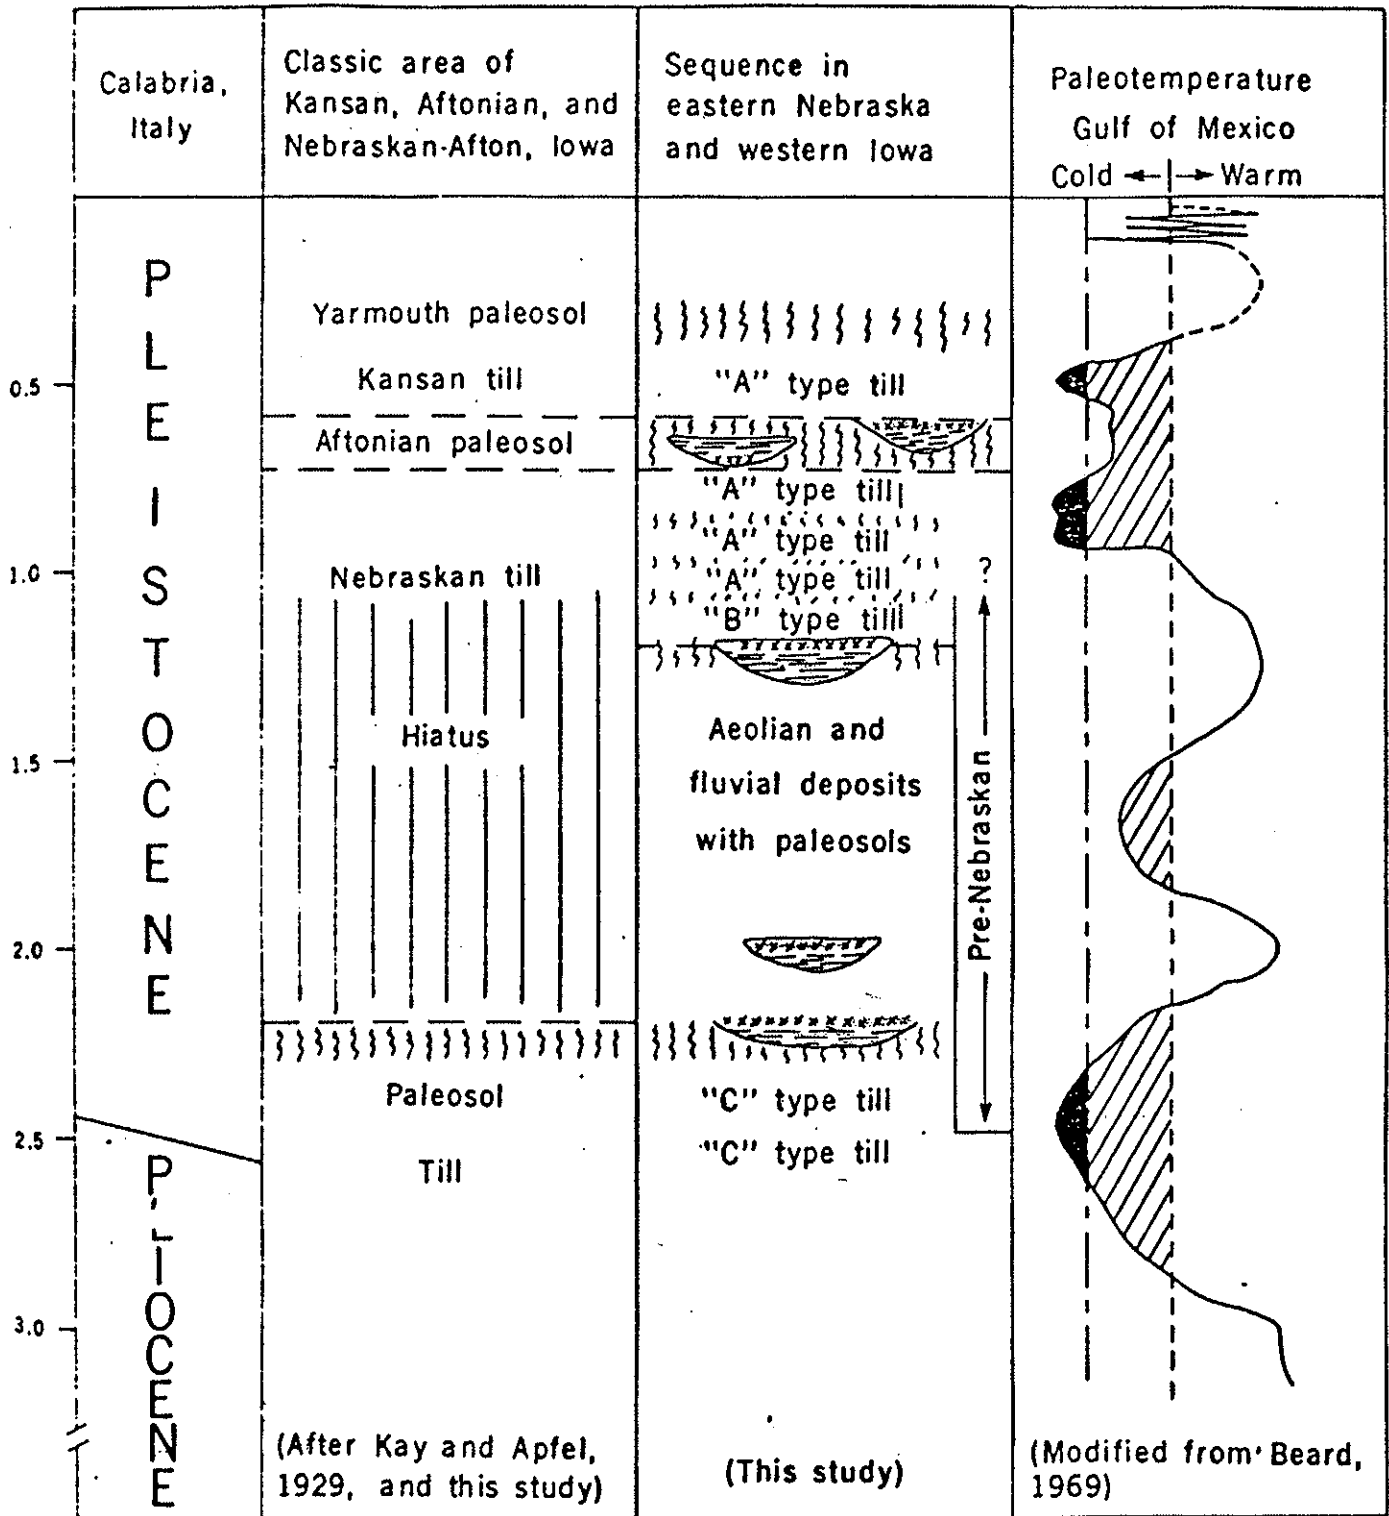 Calabria,
Italy
Classic area of
Kansan, Aftonian, and
Nebraskan-Afton, Iowa
Sequence in
eastern Nebraska
and western Iowa
Paleotemperature
Gulf of Mexico
Cold
Warm
0.5
1.0
1.5
2.0
2.5
3.0
PLEISTOCENE
PLIOCENE
Yarmouth paleosol
Kansan till
Aftonian paleosol
Nebraskan till
Hiatus
Paleosol
Till
(After Kay and Apfel,
1929, and this study)
"A" type till
"A" type till
"A" type till
"A" type till
"B" type till
Aeolian and
fluvial deposits
with paleosols
"C" type till
"C" type till
(This study)
?
Pre-Nebraskan
(Modified from Beard,
1969)